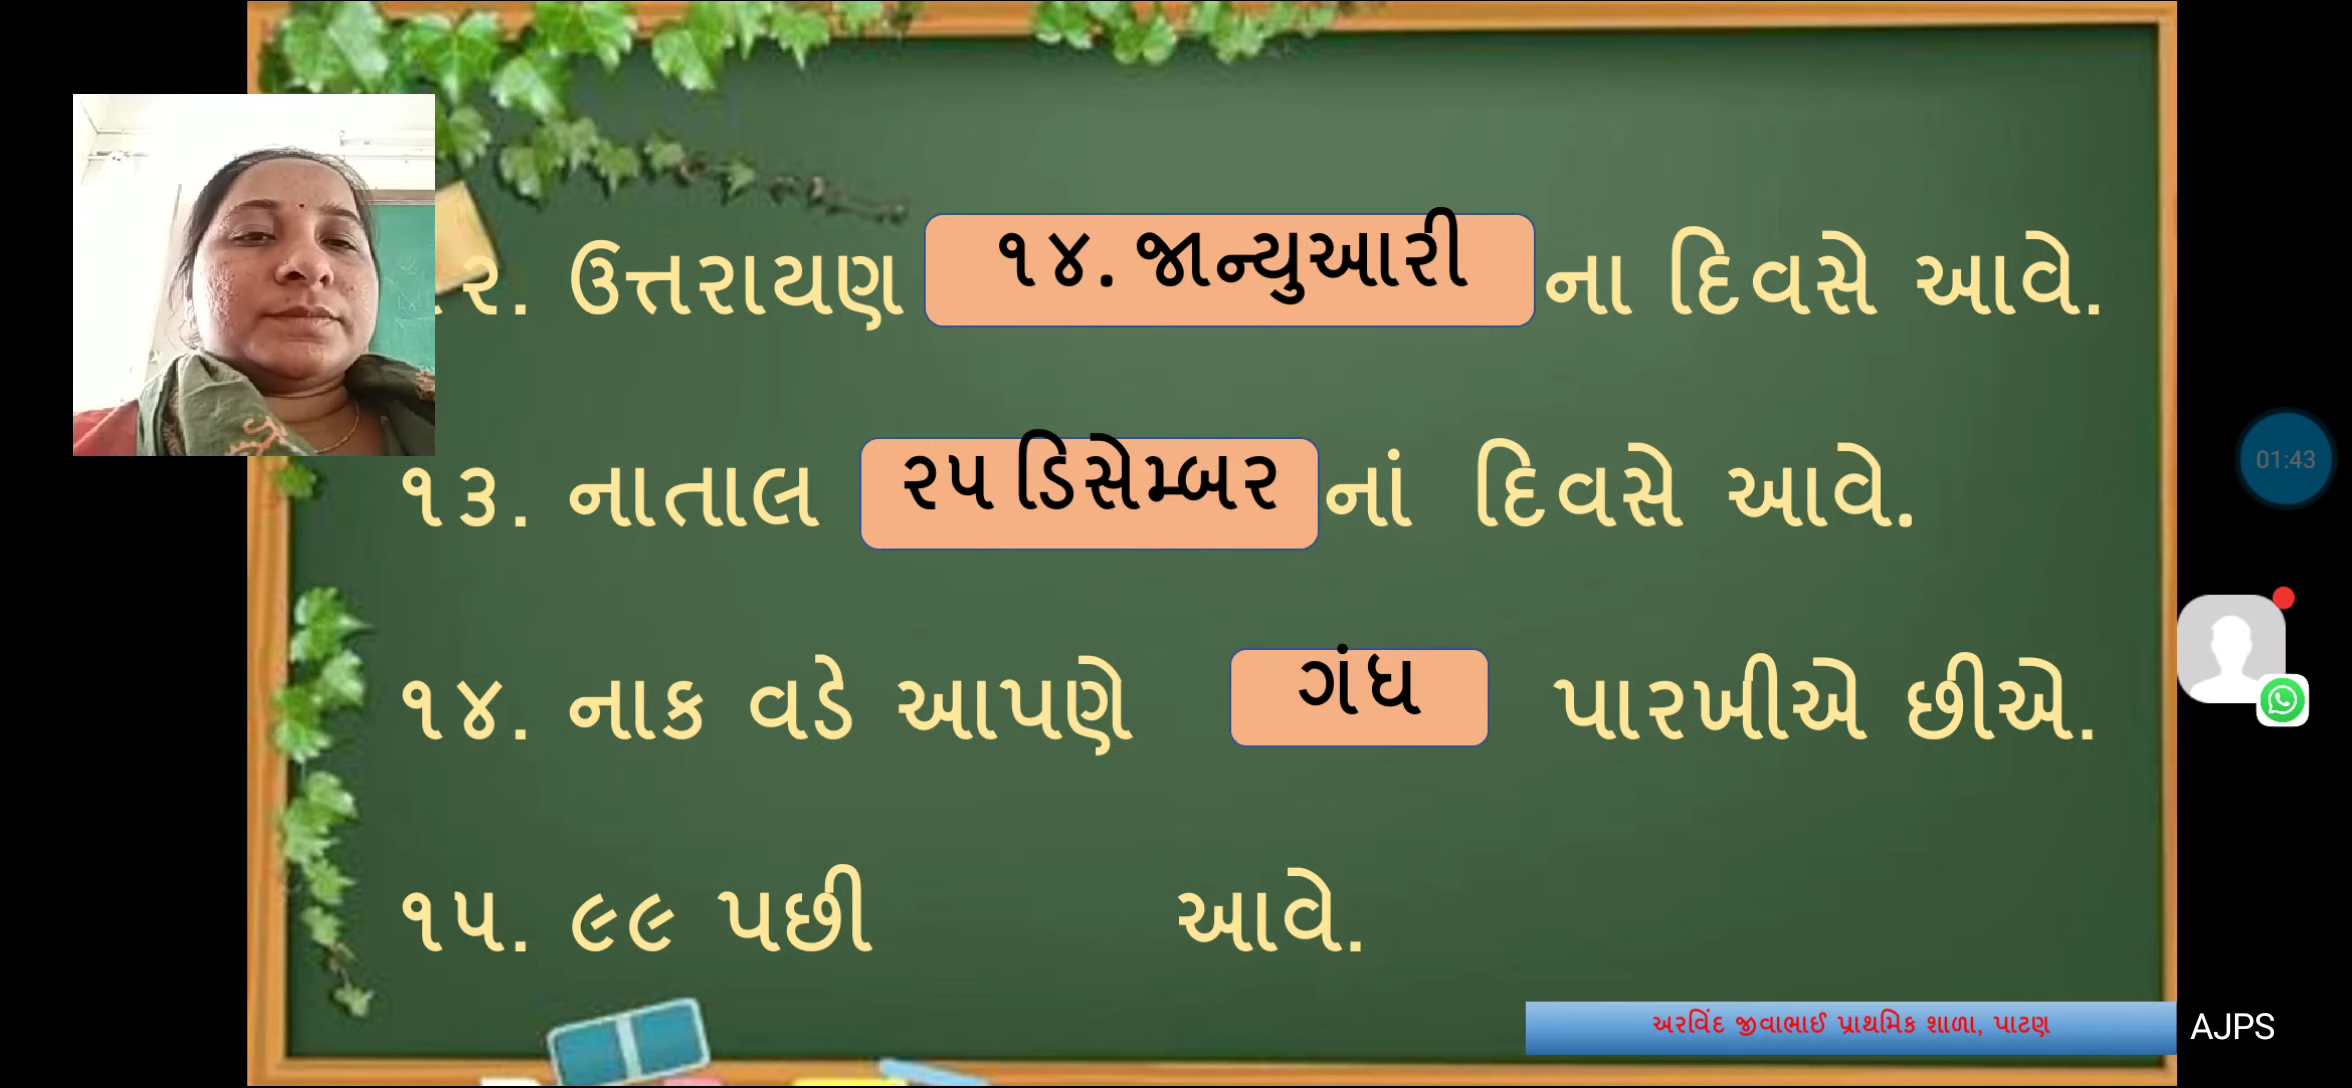 ૨. ઉત્તરાયણ ૧૪. જાન્યુઆરી ના દિવસે આવે.
૧૩. નાતાલ ૨૫ ડિસેમ્બર નાં દિવસે આવે.
01:43
૧૪. નાક વડે આપણે ગંધ પારખીએ છીએ.
૧૫. ૯૯ પછી આવે.
અરવિંદ જીવાભાઈ પ્રાથમિક શાળા, પાટણ
AJPS